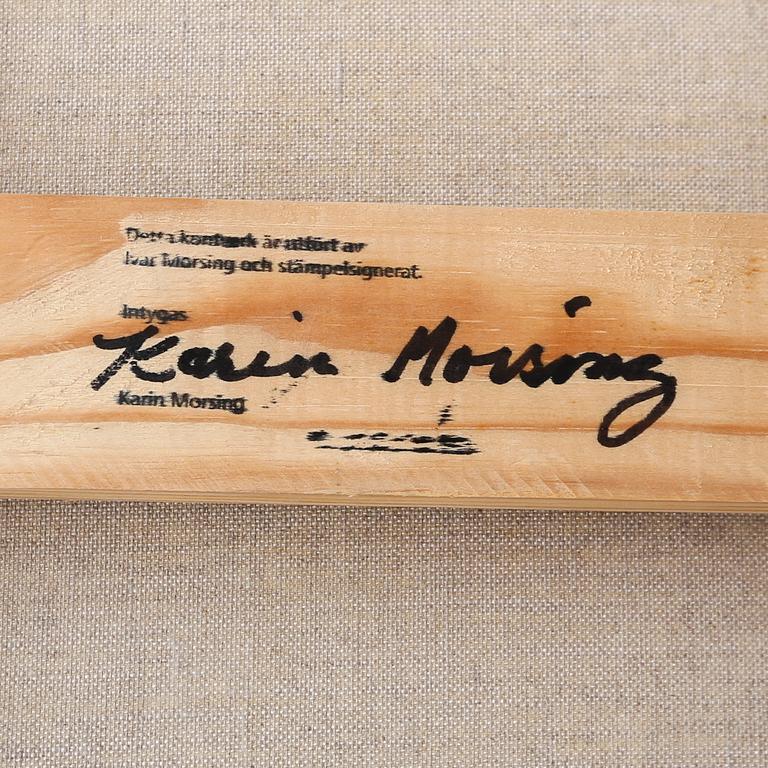 Detta konstverk är utfört av
Ivar Morsing och stämpelsignerat.
Intygas
Karin Morsing
Karin Morsing